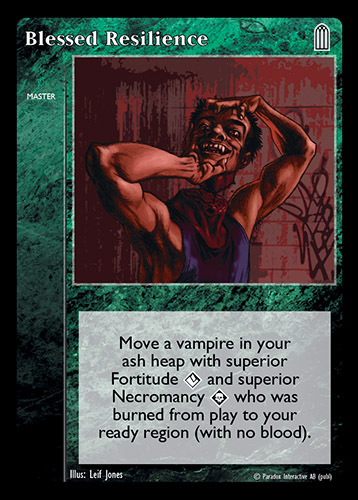 Blessed Resilience
MASTER
Move a vampire in your
ash heap with superior
Fortitude and superior
Necromancy who was
burned from play to your
ready region (with no blood).
Illus: Leif Jones
© Paradox Interactive AB (publ)